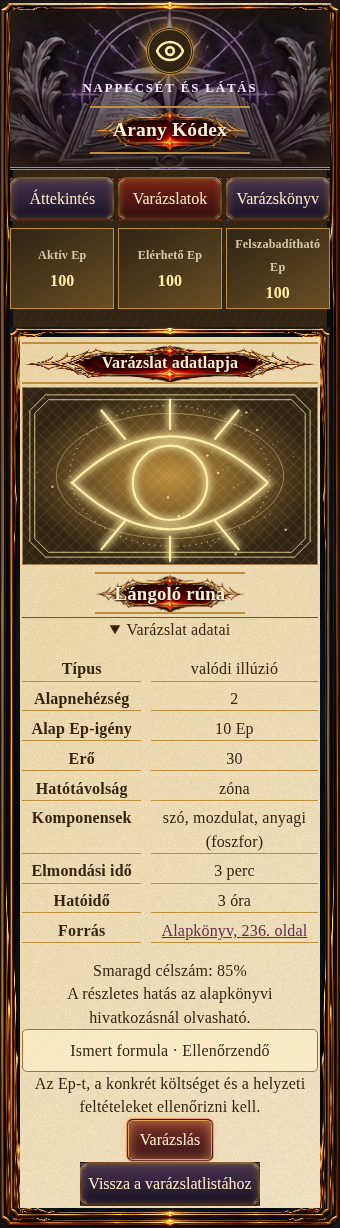 NAPPECSÉT ÉS LÁTÁS
Arany Kódex
Áttekintés
Varázslatok
Varázskönyv
Aktív Ep
100
Elérhető Ep
100
Felszabadítható
Ep
100
Varázslat adatlapja
Lángoló rúna
▼ Varázslat adatai
Típus valódi illúzió
Alapnehézség 2
Alap Ep-igény 10 Ep
Erő 30
Hatótávolság zóna
Komponensek szó, mozdulat, anyagi
(foszfor)
Elmondási idő 3 perc
Hatóidő 3 óra
Forrás Alapkönyv, 236. oldal
Smaragd célszám: 85%
A részletes hatás az alapkönyvi
hivatkozásnál olvasható.
Ismert formula · Ellenőrzendő
Az Ep-t, a konkrét költséget és a helyzeti
feltételeket ellenőrizni kell.
Varázslás
Vissza a varázslatlistához